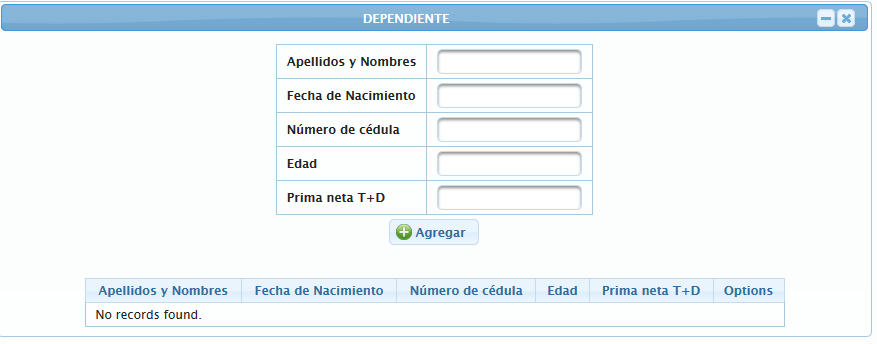 DEPENDIENTE
Apellidos y Nombres
Fecha de Nacimiento
Número de cédula
Edad
Prima neta T+D
Agregar
Apellidos y Nombres Fecha de Nacimiento Número de cédula Edad Prima neta T+D Options
No records found.